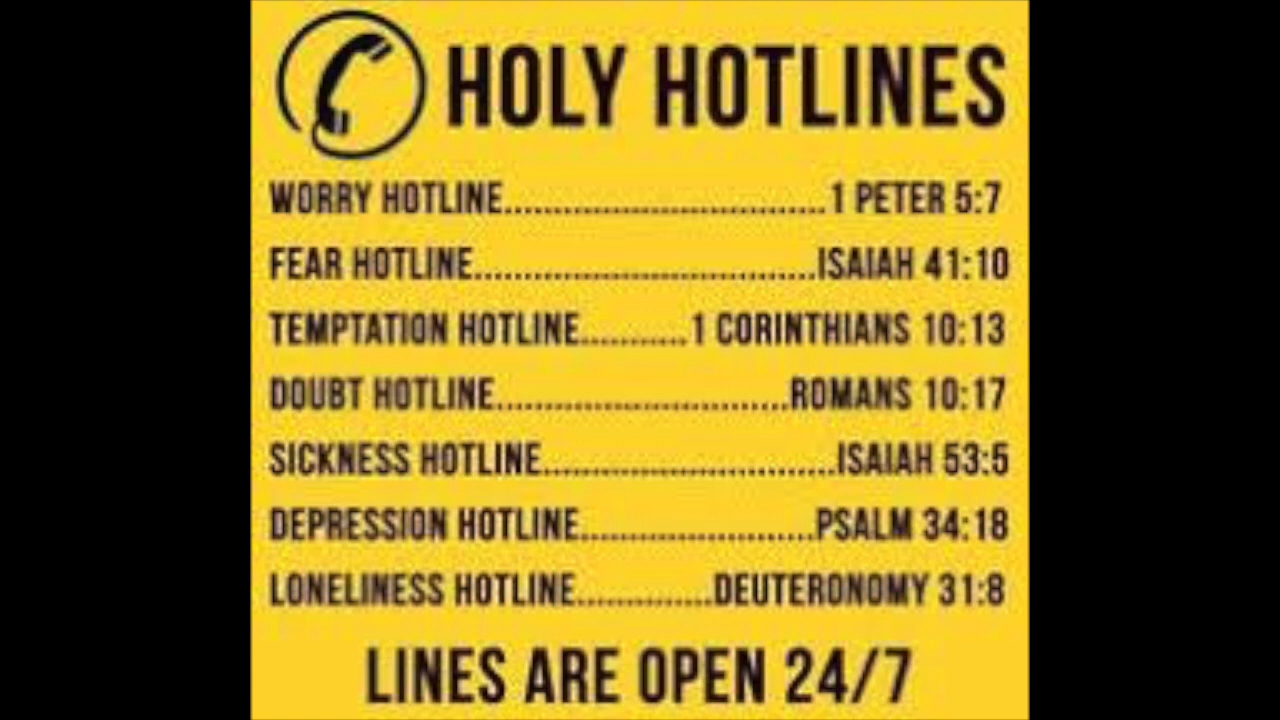 HOLY HOTLINES
WORRY HOTLINE................................1 PETER 5:7
FEAR HOTLINE..................................ISAIAH 41:10
TEMPTATION HOTLINE...........1 CORINTHIANS 10:13
DOUBT HOTLINE.............................ROMANS 10:17
SICKNESS HOTLINE.............................ISAIAH 53:5
DEPRESSION HOTLINE.......................PSALM 34:18
LONELINESS HOTLINE.............DEUTERONOMY 31:8
LINES ARE OPEN 24/7